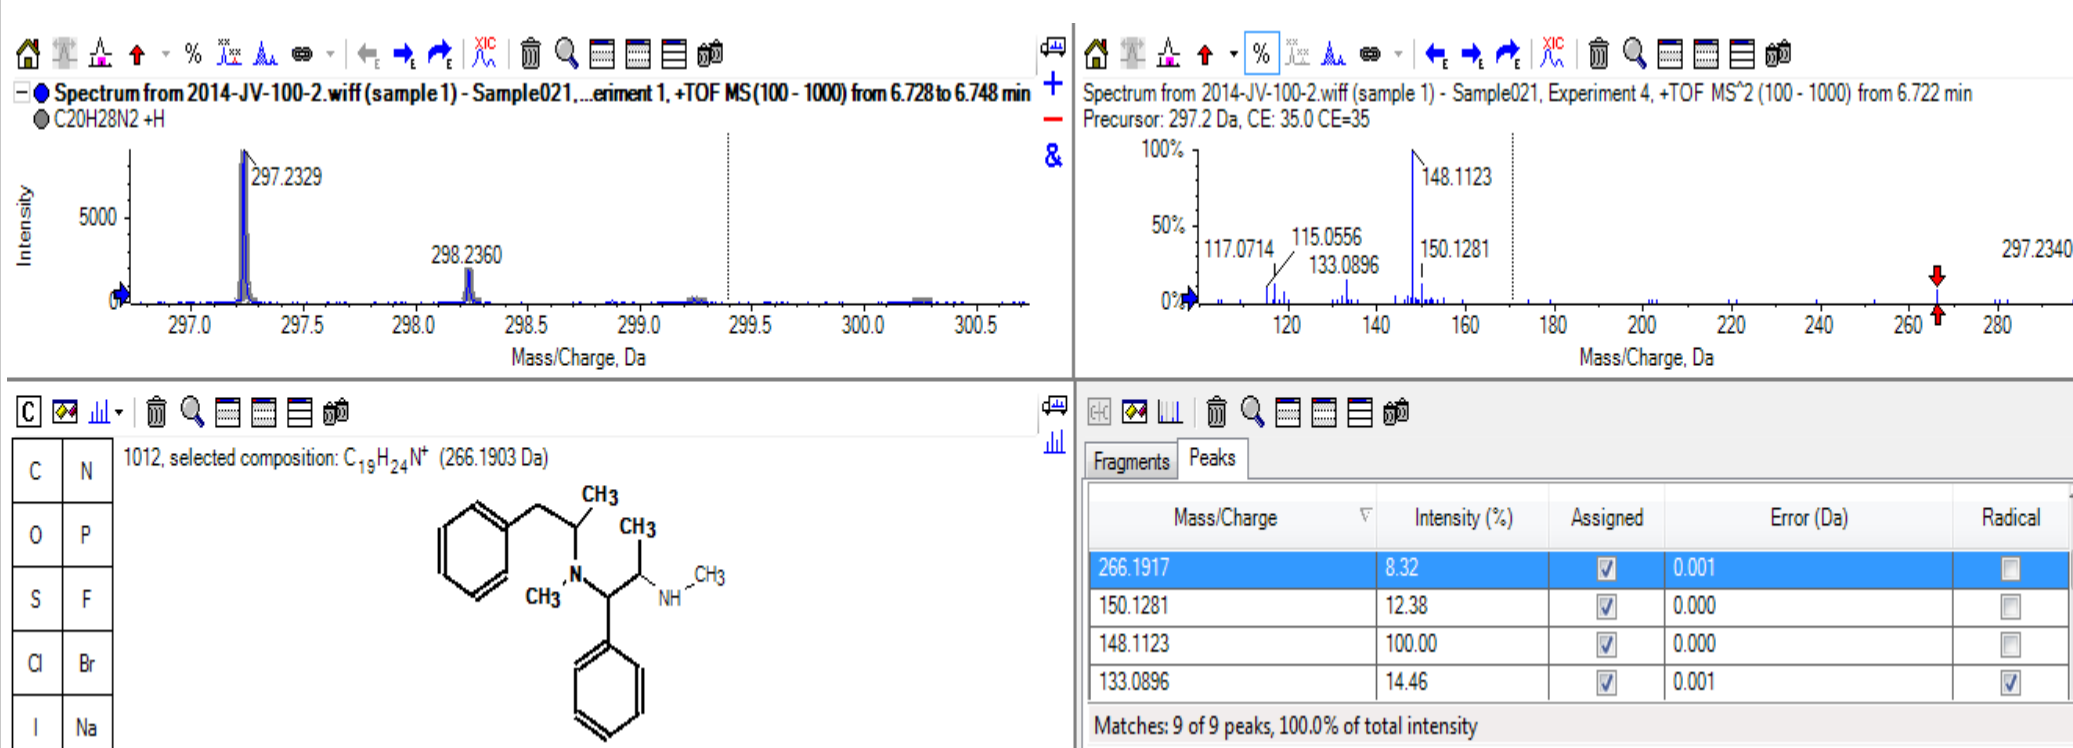 Spectrum from 2014-JV-100-2.wiff (sample 1) - Sample021,...eriment 1, +TOF MS (100 - 1000) from 6.728 to 6.748 min
C20H28N2 +H
297.2329
298.2360
Intensity
5000
0
297.0 297.5 298.0 298.5 299.0 299.5 300.0 300.5
Mass/Charge, Da
Spectrum from 2014-JV-100-2.wiff (sample 1) - Sample021, Experiment 4, +TOF MS^2 (100 - 1000) from 6.722 min
Precursor: 297.2 Da, CE: 35.0 CE=35
100%
50%
0%
148.1123
117.0714
115.0556
133.0896
150.1281
297.2340
120 140 160 180 200 220 240 260 280
Mass/Charge, Da
C N
O P
S F
Cl Br
I Na
1012, selected composition: C19H24N+ (266.1903 Da)
CH3
CH3
N
CH3
CH3
NH
Fragments Peaks
Mass/Charge Intensity (%) Assigned Error (Da) Radical
266.1917 8.32 0.001
150.1281 12.38 0.000
148.1123 100.00 0.000
133.0896 14.46 0.001
Matches: 9 of 9 peaks, 100.0% of total intensity